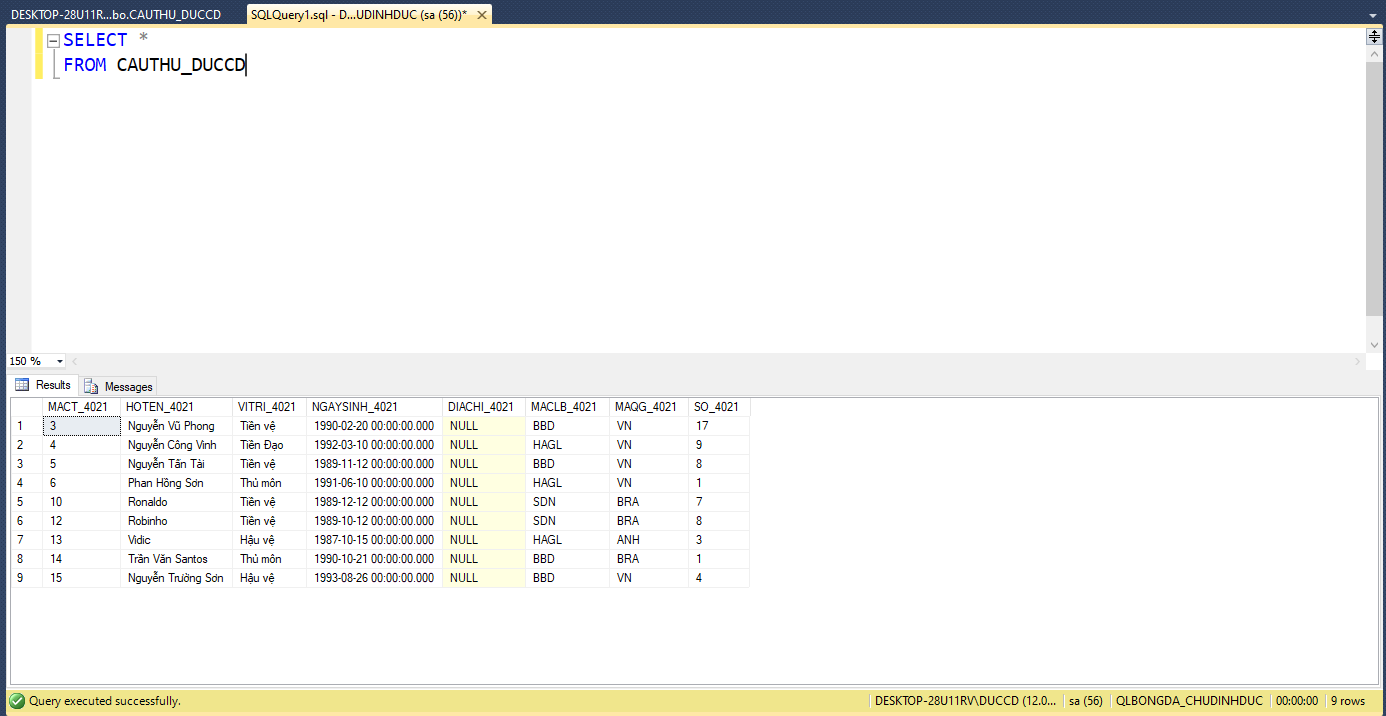 DESKTOP-28U11R...bo.CAUTHU_DUCCD SQLQuery1.sql - D...UDINHDUC (sa (56))*
SELECT *
FROM CAUTHU_DUCCD
150 %
Results Messages
MACT_4021 HOTEN_4021 VITRI_4021 NGAYSINH_4021 DIACHI_4021 MACLB_4021 MAQG_4021 SO_4021
1 3 Nguyễn Vũ Phong Tiền vệ 1990-02-20 00:00:00.000 NULL BBD VN 17
2 4 Nguyễn Công Vinh Tiền Đạo 1992-03-10 00:00:00.000 NULL HAGL VN 9
3 5 Nguyễn Tấn Tài Tiền vệ 1989-11-12 00:00:00.000 NULL BBD VN 8
4 6 Phan Hồng Sơn Thủ môn 1991-06-10 00:00:00.000 NULL HAGL VN 1
5 10 Ronaldo Tiền vệ 1989-12-12 00:00:00.000 NULL SDN BRA 7
6 12 Robinho Tiền vệ 1989-10-12 00:00:00.000 NULL SDN BRA 8
7 13 Vidic Hậu vệ 1987-10-15 00:00:00.000 NULL HAGL ANH 3
8 14 Trần Văn Santos Thủ môn 1990-10-21 00:00:00.000 NULL BBD BRA 1
9 15 Nguyễn Trường Sơn Hậu vệ 1993-08-26 00:00:00.000 NULL BBD VN 4
Query executed successfully. DESKTOP-28U11RV\DUCCD (12.0... sa (56) QLBONGDA_CHUDINHDUC 00:00:00 9 rows